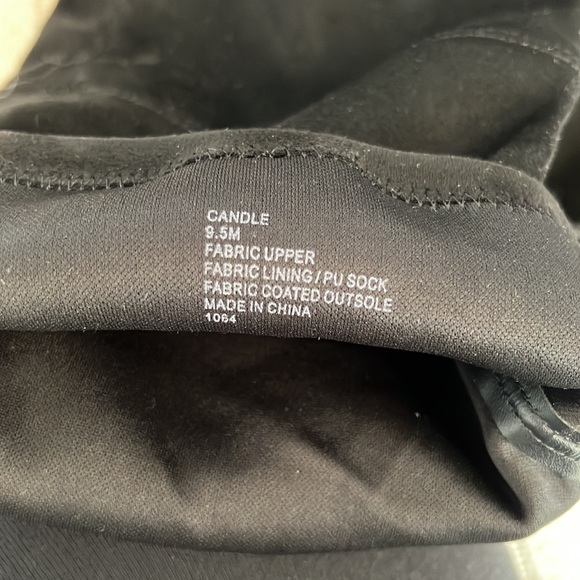 CANDLE
9.5M
FABRIC UPPER
FABRIC LINING / PU SOCK
FABRIC COATED OUTSOLE
MADE IN CHINA
1064